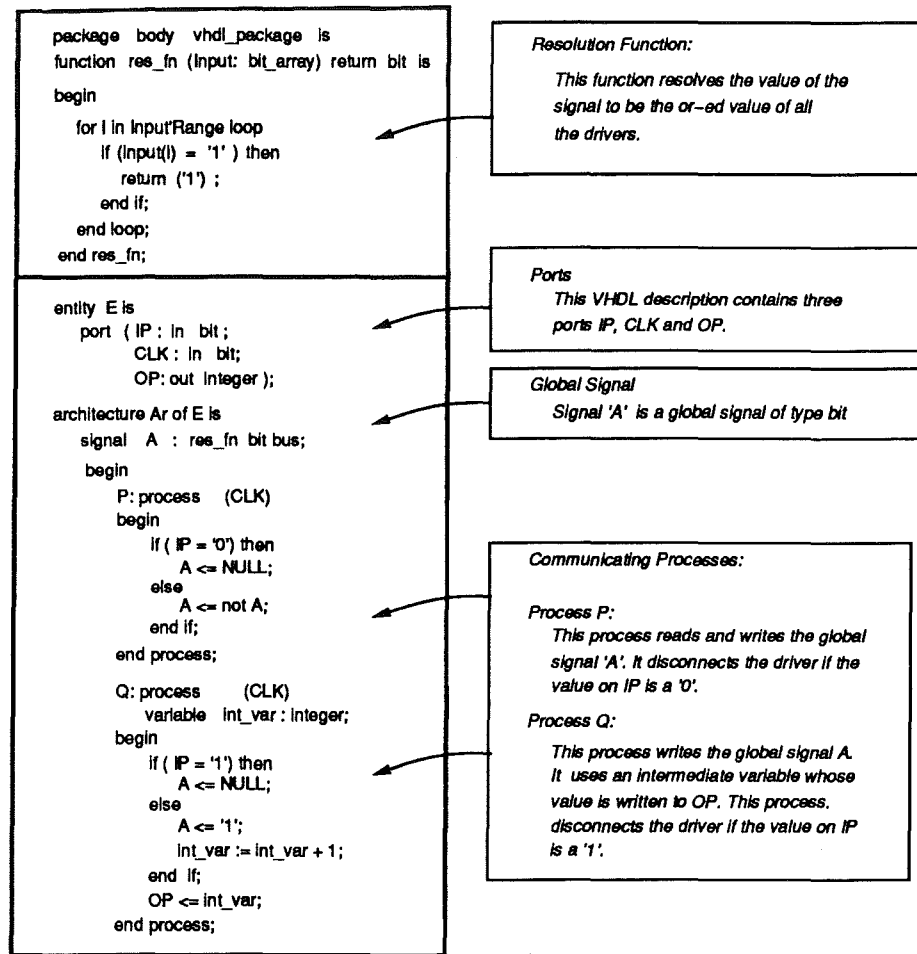 package body vhdl_package is
function res_fn (Input: bit_array) return bit is
begin
for I in Input'Range loop
if (Input(I) = '1' ) then
return ('1') ;
end if;
end loop;
end res_fn;
Resolution Function:
This function resolves the value of the
signal to be the or-ed value of all
the drivers.
entity E is
port ( IP : in bit ;
CLK : in bit;
OP: out integer );
architecture Ar of E is
signal A : res_fn bit bus;
begin
P: process (CLK)
begin
if ( IP = '0') then
A <= NULL;
else
A <= not A;
end if;
end process;
Q: process (CLK)
variable int_var : integer;
begin
if ( IP = '1') then
A <= NULL;
else
A <= '1';
int_var := int_var + 1;
end if;
OP <= int_var;
end process;
Ports
This VHDL description contains three
ports IP, CLK and OP.
Global Signal
Signal 'A' is a global signal of type bit
Communicating Processes:
Process P:
This process reads and writes the global
signal 'A'. It disconnects the driver if the
value on IP is a '0'.
Process Q:
This process writes the global signal A.
It uses an intermediate variable whose
value is written to OP. This process.
disconnects the driver if the value on IP
is a '1'.